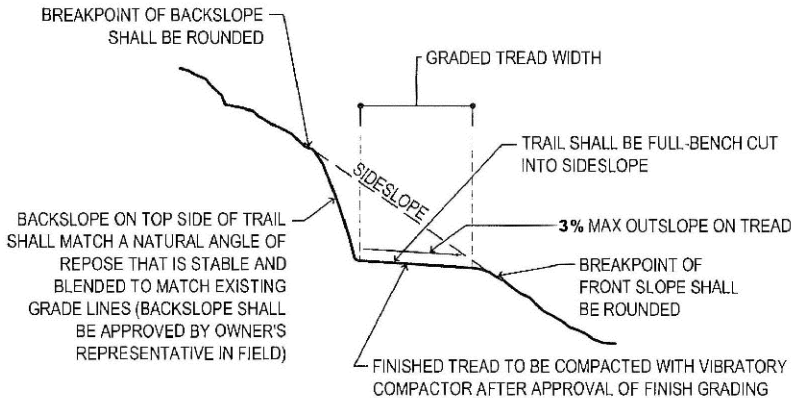 BREAKPOINT OF BACKSLOPE
SHALL BE ROUNDED
GRADED TREAD WIDTH
TRAIL SHALL BE FULL-BENCH CUT
INTO SIDESLOPE
SIDESLOPE
3% MAX OUTSLOPE ON TREAD
BACKSLOPE ON TOP SIDE OF TRAIL
SHALL MATCH A NATURAL ANGLE OF
REPOSE THAT IS STABLE AND
BLENDED TO MATCH EXISTING
GRADE LINES (BACKSLOPE SHALL
BE APPROVED BY OWNER'S
REPRESENTATIVE IN FIELD)
BREAKPOINT OF
FRONT SLOPE SHALL
BE ROUNDED
FINISHED TREAD TO BE COMPACTED WITH VIBRATORY
COMPACTOR AFTER APPROVAL OF FINISH GRADING